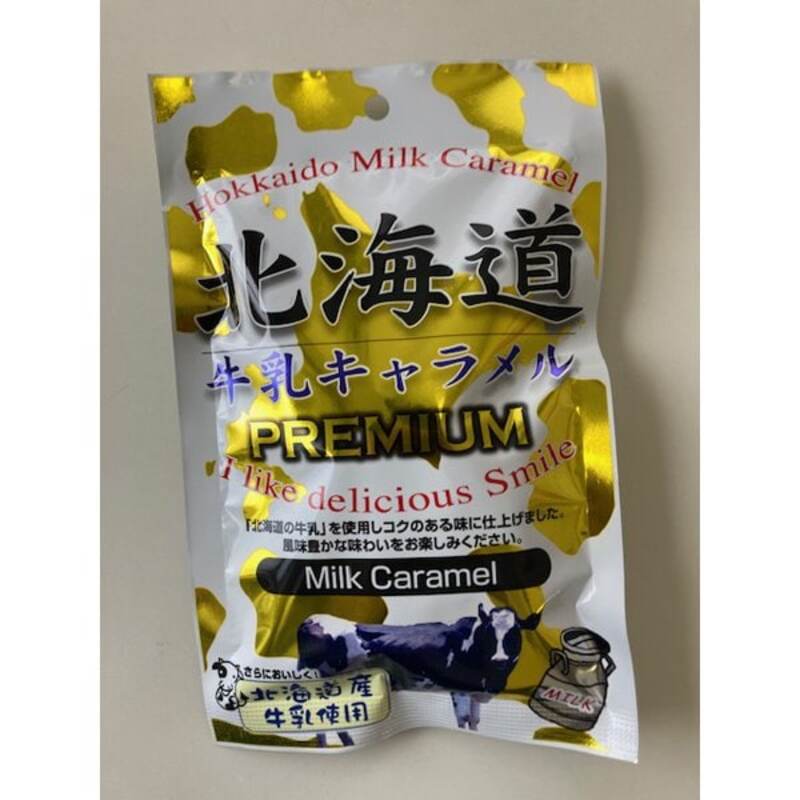 Hokkaido Milk Caramel
北海道
牛乳キャラメル
PREMIUM
I like delicious Smile
「北海道の牛乳」を使用しコクのある味に仕上げました。
風味豊かな味わいをお楽しみください。
Milk Caramel
さらにおいしく!
北海道産
牛乳使用
MILK